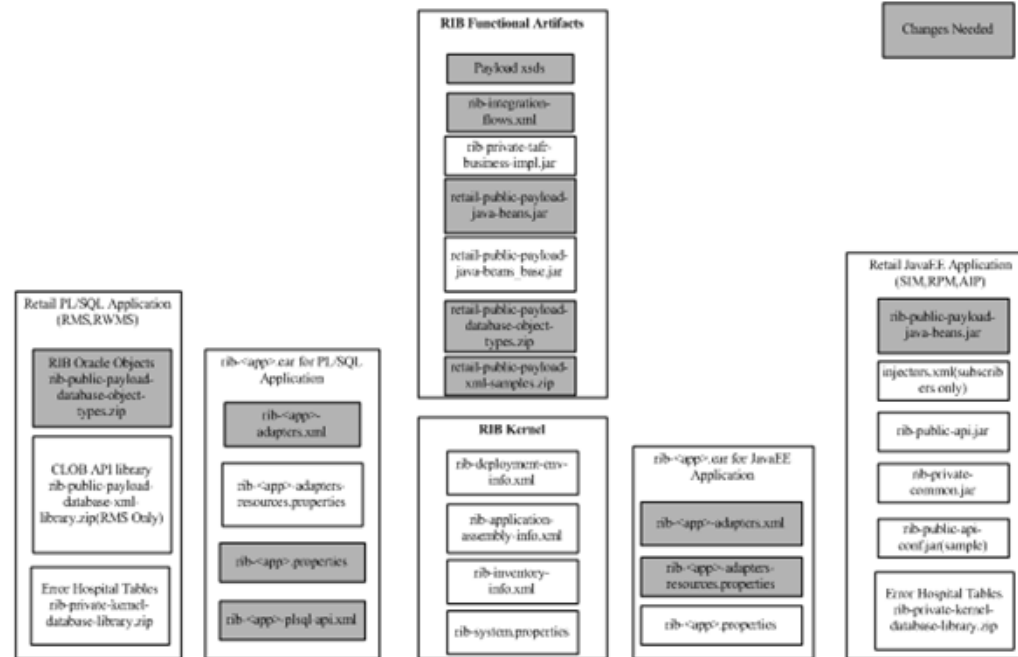 RIB Functional Artifacts
Payload xsds
rib-integration-
flows.xml
rib-private-tafr-
business-impl.jar
retail-public-payload-
java-beans.jar
retail-public-payload-
java-beans_base.jar
retail-public-payload-
database-object-
types.zip
retail-public-payload-
xml-samples.zip
Changes Needed
Retail PL/SQL Application
(RMS,RWMS)
RIB Oracle Objects
rib-public-payload-
database-object-
types.zip
CLOB API library
rib-public-payload-
database-xml-
library.zip(RMS Only)
Error Hospital Tables
rib-private-kernel-
database-library.zip
rib-<app>.ear for PL/SQL
Application
rib-<app>-
adapters.xml
rib-<app>-adapters-
resources.properties
rib-<app>.properties
rib-<app>-plsql-api.xml
RIB Kernel
rib-deployment-env-
info.xml
rib-application-
assembly-info.xml
rib-inventory-
info.xml
rib-system.properties
rib-<app>.ear for JavaEE
Application
rib-<app>-adapters.xml
rib-<app>-adapters-
resources.properties
rib-<app>.properties
Retail JavaEE Application
(SIM,RPM,AIP)
rib-public-payload-
java-beans.jar
injectors.xml(subscrib
ers only)
rib-public-api.jar
rib-private-
common.jar
rib-public-api-
conf.jar(sample)
Error Hospital Tables
rib-private-kernel-
database-library.zip